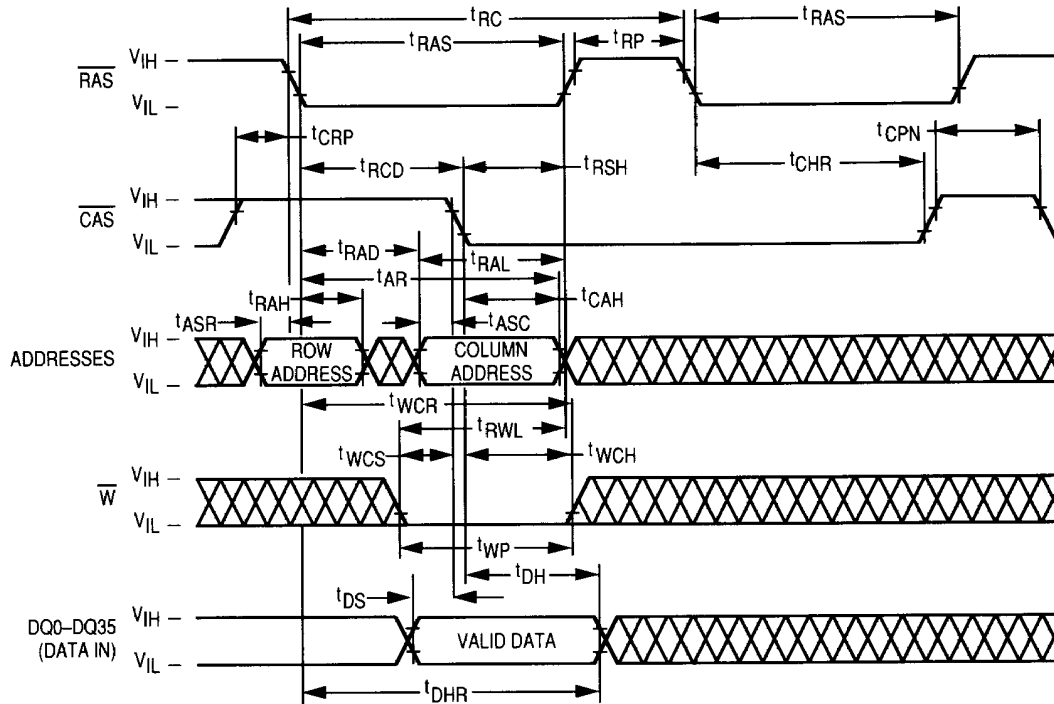 tRC
tRAS tRP tRAS
RAS VIH
VIL
tCRP tCPN
tRCD tRSH tCHR
CAS VIH
VIL
tRAD tRAL
tAR
tRAH tCAH
tASR tASC
ADDRESSES VIH ROW ADDRESS COLUMN ADDRESS
VIL
tWCR
tRWL
tWCS tWCH
W VIH
VIL
tWP
tDH
tDS
DQ0–DQ35 (DATA IN) VIH VALID DATA
VIL
tDHR